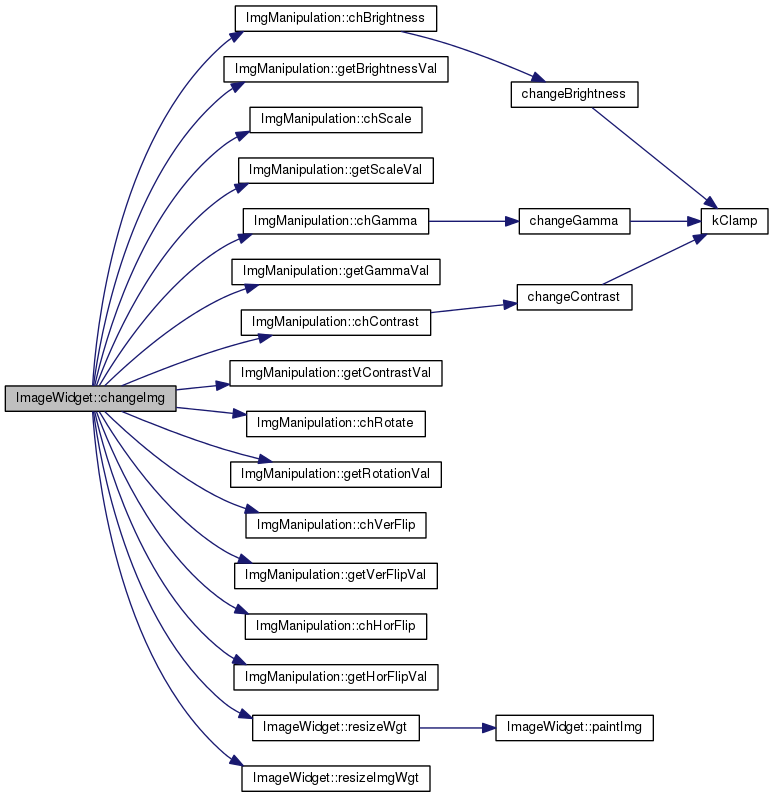 ImgManipulation::chBrightness
ImgManipulation::getBrightnessVal
changeBrightness
ImgManipulation::chScale
ImgManipulation::getScaleVal
ImgManipulation::chGamma
changeGamma
kClamp
ImgManipulation::getGammaVal
changeContrast
ImgManipulation::chContrast
ImgManipulation::getContrastVal
ImageWidget::changeImg
ImgManipulation::chRotate
ImgManipulation::getRotationVal
ImgManipulation::chVerFlip
ImgManipulation::getVerFlipVal
ImgManipulation::chHorFlip
ImgManipulation::getHorFlipVal
ImageWidget::resizeWgt
ImageWidget::paintImg
ImageWidget::resizeImgWgt